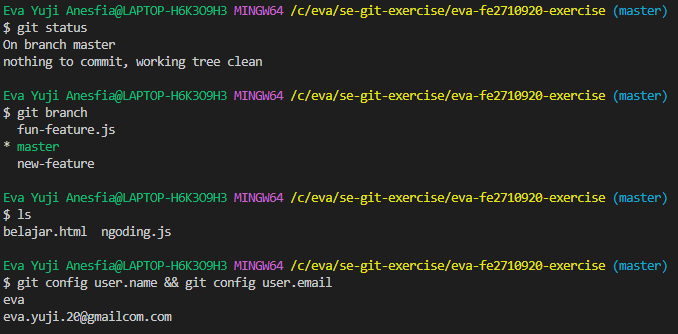 Eva Yuji Anesfia@LAPTOP-H6K3O9H3 MINGW64 /c/eva/se-git-exercise/eva-fe2710920-exercise (master)
$ git status
On branch master
nothing to commit, working tree clean
Eva Yuji Anesfia@LAPTOP-H6K3O9H3 MINGW64 /c/eva/se-git-exercise/eva-fe2710920-exercise (master)
$ git branch
  fun-feature.js
* master
  new-feature
Eva Yuji Anesfia@LAPTOP-H6K3O9H3 MINGW64 /c/eva/se-git-exercise/eva-fe2710920-exercise (master)
$ ls
belajar.html  ngoding.js
Eva Yuji Anesfia@LAPTOP-H6K3O9H3 MINGW64 /c/eva/se-git-exercise/eva-fe2710920-exercise (master)
$ git config user.name && git config user.email
eva
eva.yuji.20@gmailcom.com